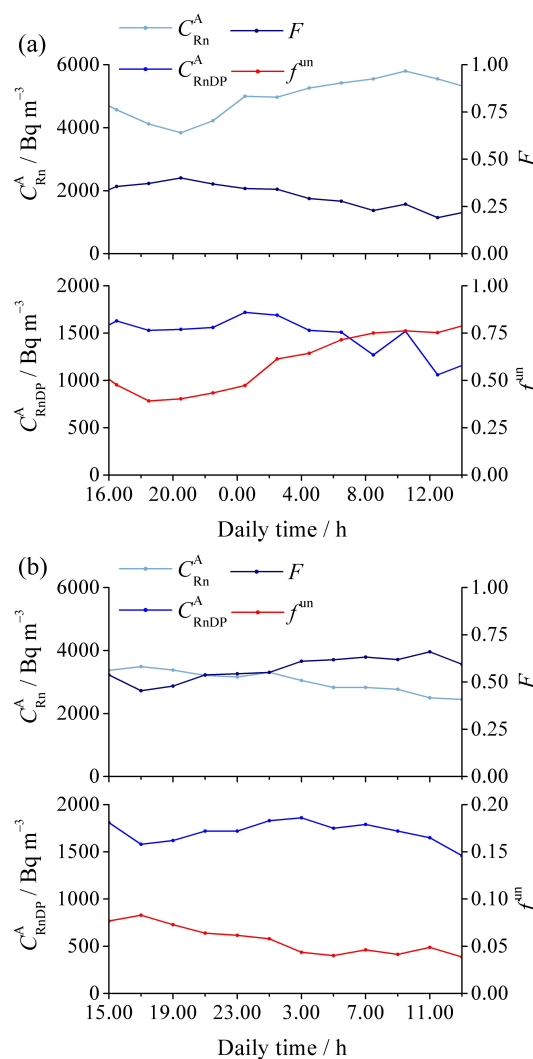 (a)
C^A_Rn F
C^A_RnDP f^un
6000 1.00
4000 0.75
0.50
2000 0.25
0 0.00
C^A_Rn / Bq m⁻³
F
2000 1.00
1500 0.75
1000 0.50
500 0.25
0 0.00
C^A_RnDP / Bq m⁻³
f^un
16.00 20.00 0.00 4.00 8.00 12.00
Daily time / h
(b)
C^A_Rn F
C^A_RnDP f^un
6000 1.00
4000 0.75
0.50
2000 0.25
0 0.00
C^A_Rn / Bq m⁻³
F
2000 0.20
1500 0.15
1000 0.10
500 0.05
0 0.00
C^A_RnDP / Bq m⁻³
f^un
15.00 19.00 23.00 3.00 7.00 11.00
Daily time / h